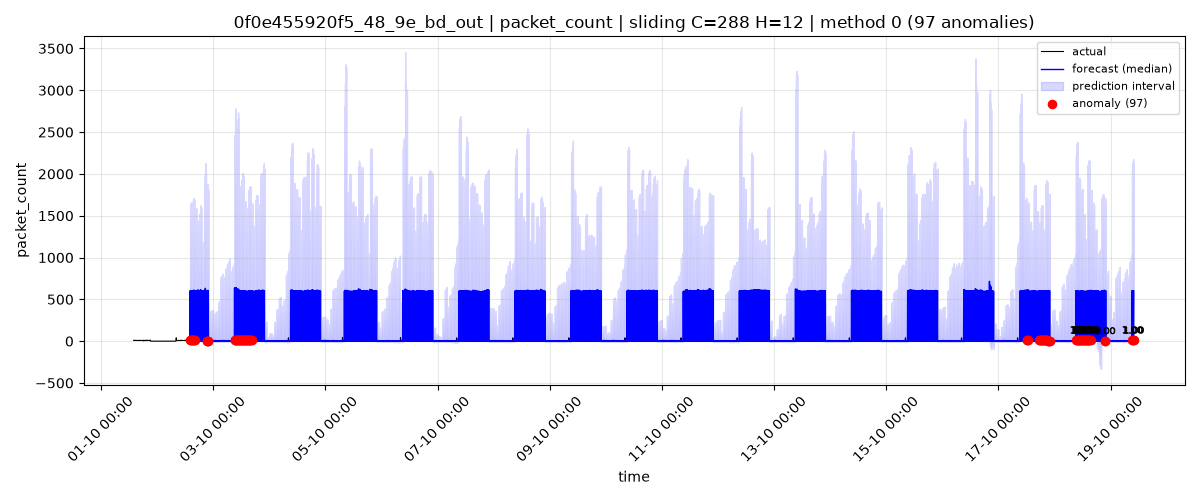 0f0e455920f5_48_9e_bd_out | packet_count | sliding C=288 H=12 | method 0 (97 anomalies)
actual
forecast (median)
prediction interval
anomaly (97)
packet_count
3500
3000
2500
2000
1500
1000
500
0
−500
1.00
01-10 00:00
03-10 00:00
05-10 00:00
07-10 00:00
09-10 00:00
11-10 00:00
13-10 00:00
15-10 00:00
17-10 00:00
19-10 00:00
time